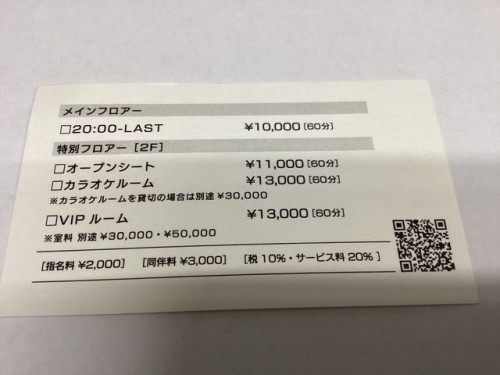 メインフロアー
□20:00-LAST ¥10,000 [60分]
特別フロアー [2F]
□オープンシート ¥11,000 [60分]
□カラオケルーム ¥13,000 [60分]
※カラオケルームを貸切の場合は別途 ¥30,000
□VIP ルーム ¥13,000 [60分]
※室料 別途 ¥30,000・¥50,000
[指名料 ¥2,000] [同伴料 ¥3,000] [税 10%・サービス料 20%]